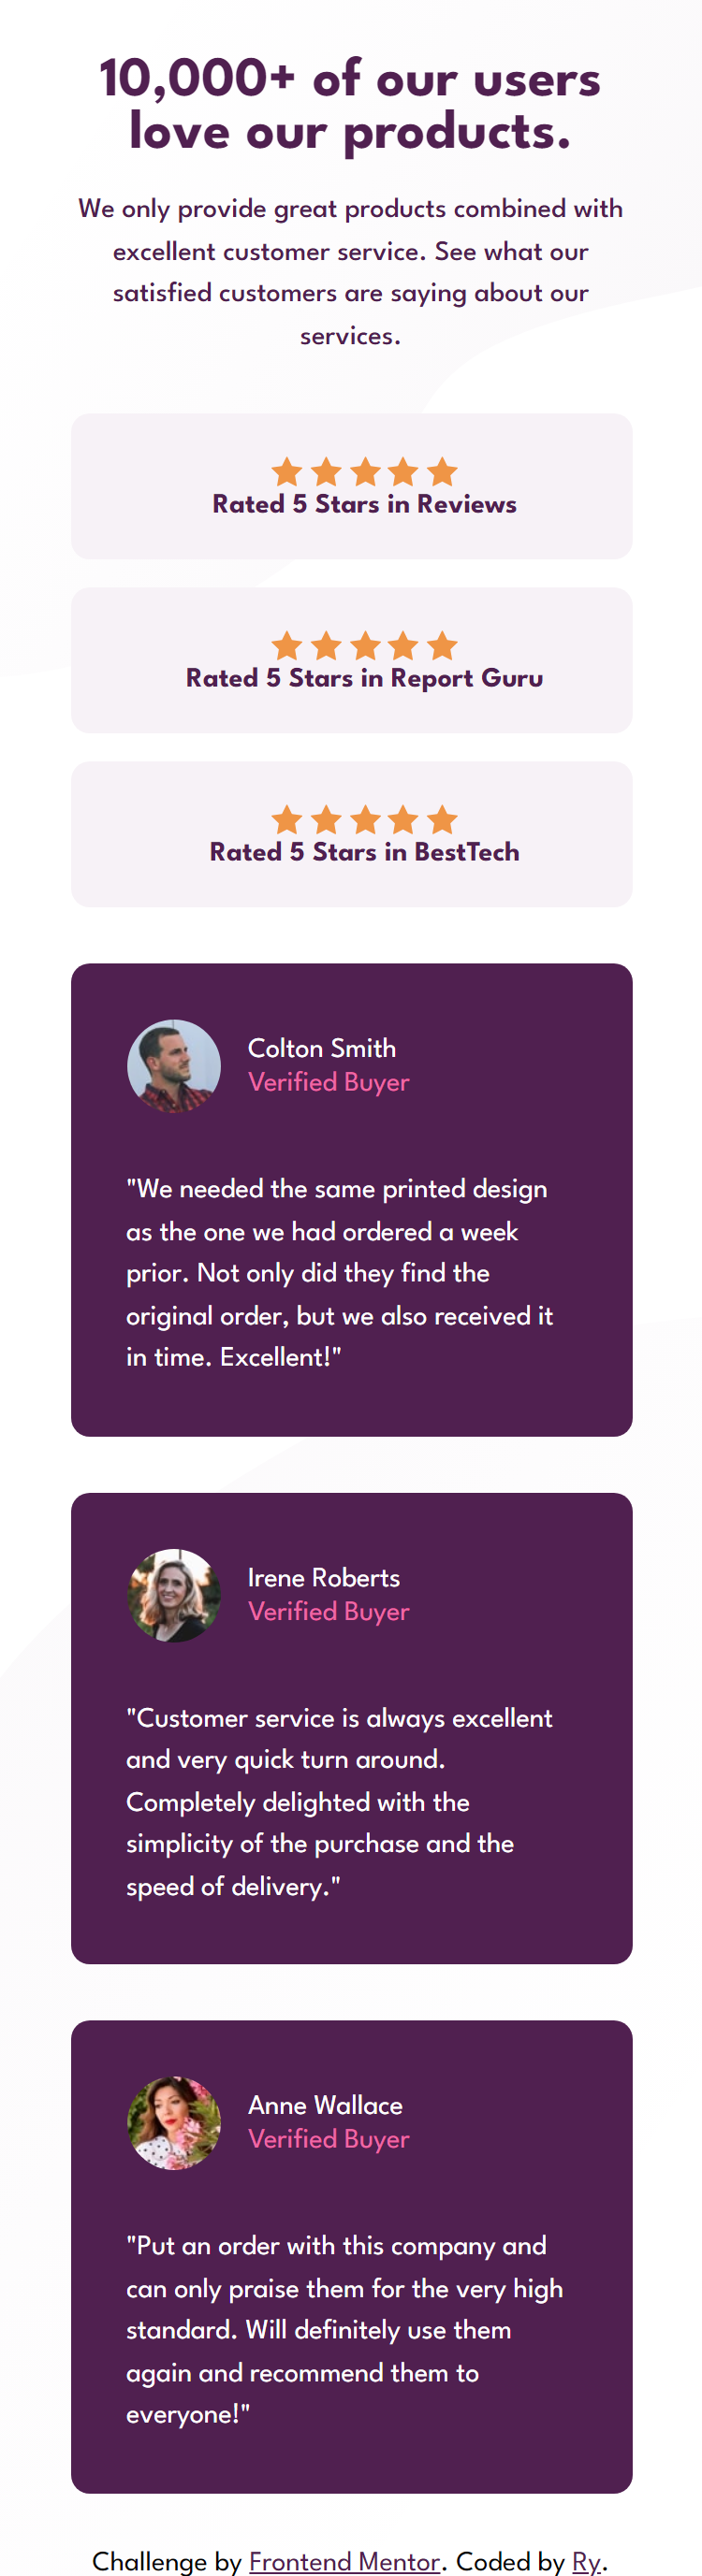 10,000+ of our users
love our products.
We only provide great products combined with
excellent customer service. See what our
satisfied customers are saying about our
services.
Rated 5 Stars in Reviews
Rated 5 Stars in Report Guru
Rated 5 Stars in BestTech
Colton Smith
Verified Buyer
"We needed the same printed design
as the one we had ordered a week
prior. Not only did they find the
original order, but we also received it
in time. Excellent!"
Irene Roberts
Verified Buyer
"Customer service is always excellent
and very quick turn around.
Completely delighted with the
simplicity of the purchase and the
speed of delivery."
Anne Wallace
Verified Buyer
"Put an order with this company and
can only praise them for the very high
standard. Will definitely use them
again and recommend them to
everyone!"
Challenge by Frontend Mentor. Coded by Ry.